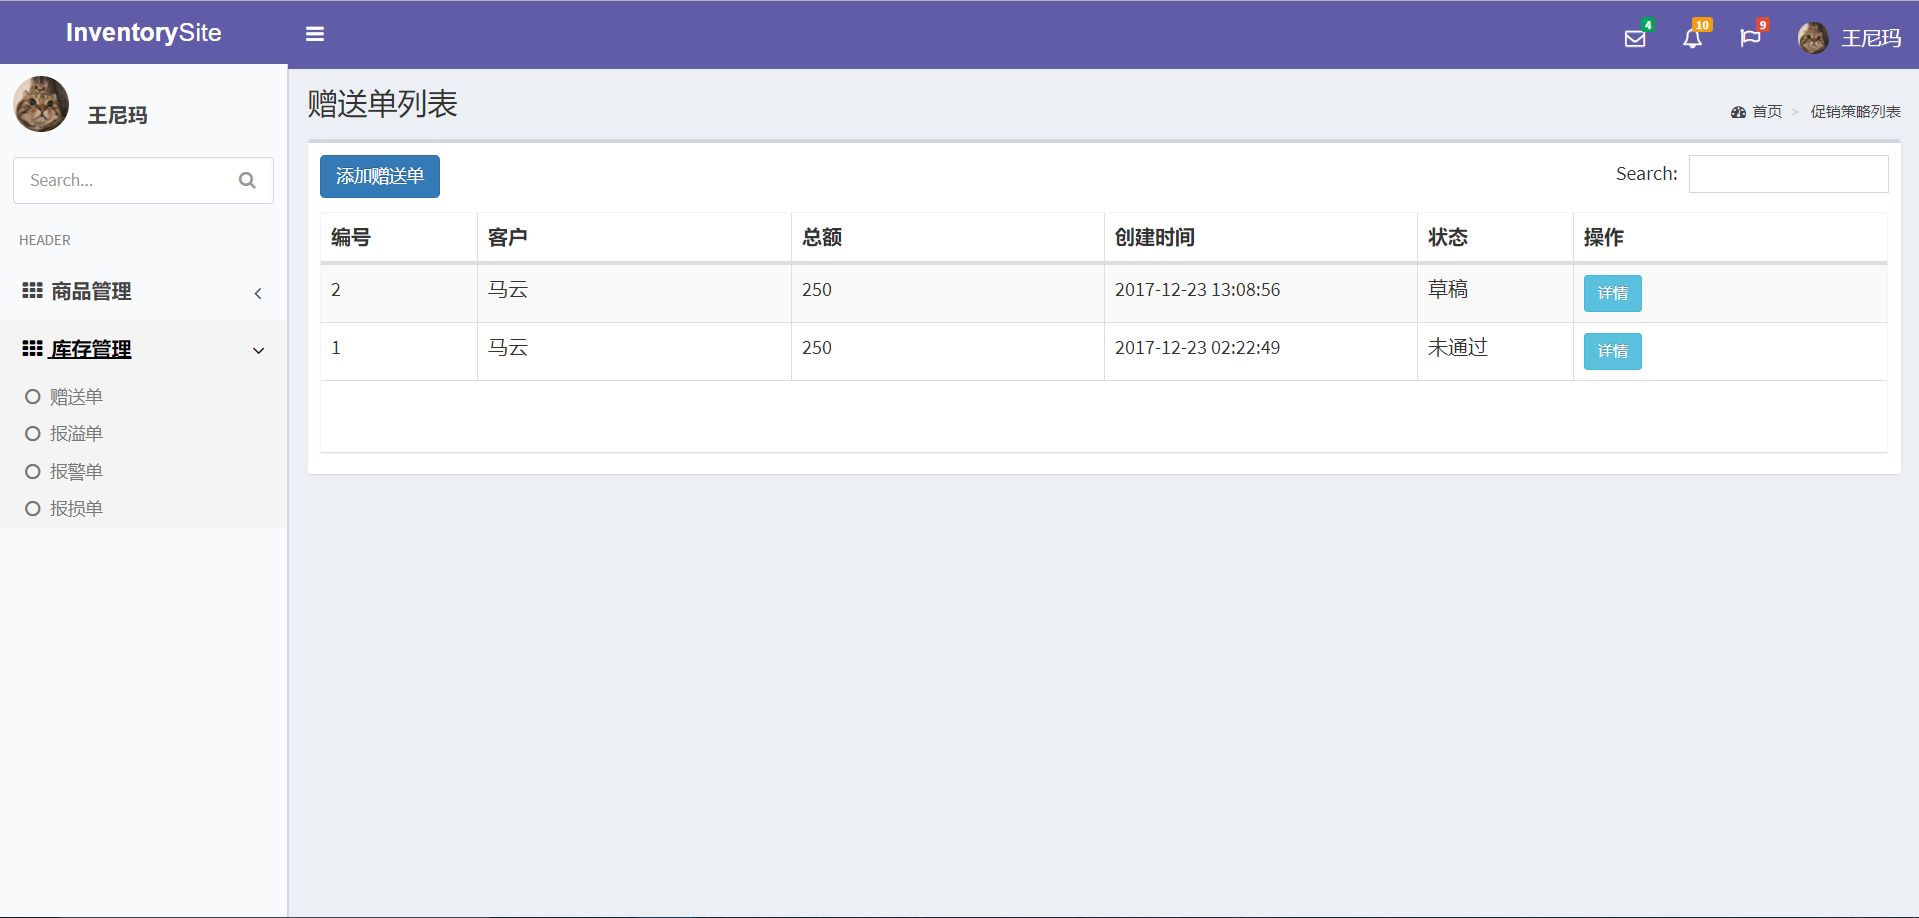 InventorySite
4
10
9
王尼玛
王尼玛
Search...
HEADER
商品管理
库存管理
赠送单
报溢单
报警单
报损单
赠送单列表
首页 > 促销策略列表
添加赠送单
Search:
编号 客户 总额 创建时间 状态 操作
2 马云 250 2017-12-23 13:08:56 草稿 详情
1 马云 250 2017-12-23 02:22:49 未通过 详情